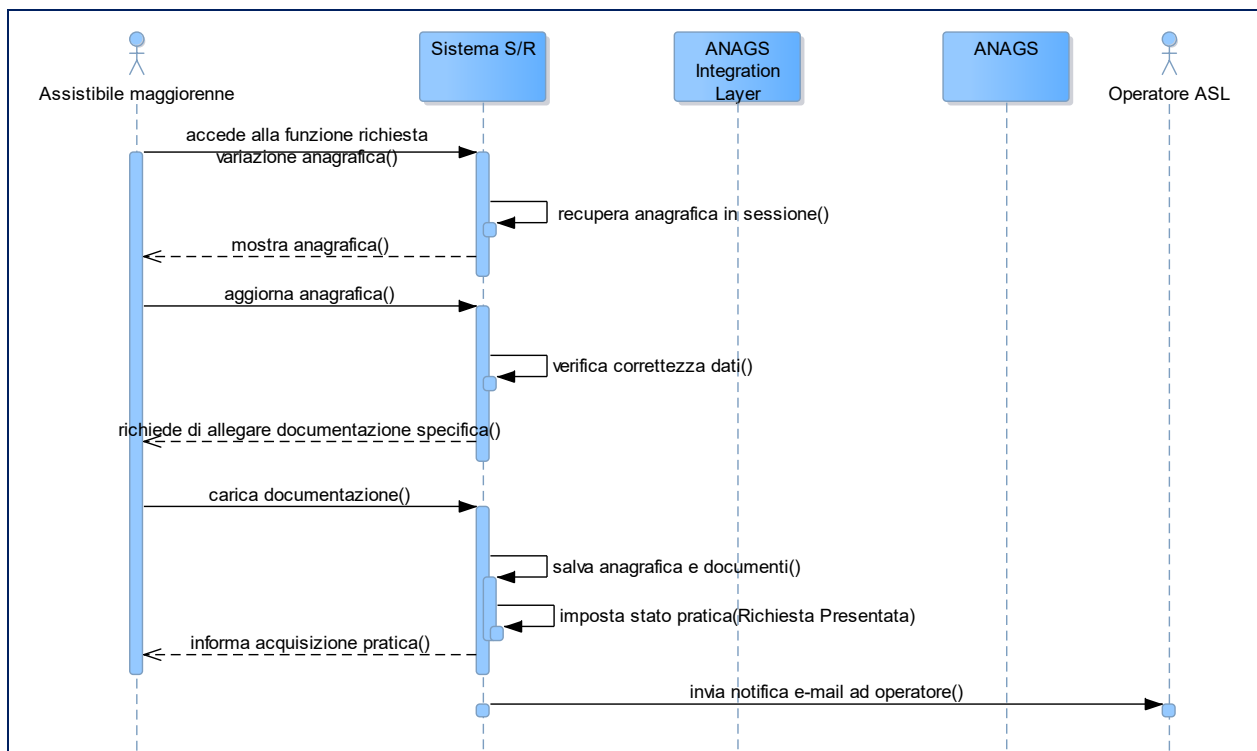 Assistibile maggiorenne
Sistema S/R
ANAGS
Integration
Layer
ANAGS
Operatore ASL
accede alla funzione richiesta
variazione anagrafica()
recupera anagrafica in sessione()
mostra anagrafica()
aggiorna anagrafica()
verifica correttezza dati()
richiede di allegare documentazione specifica()
carica documentazione()
salva anagrafica e documenti()
imposta stato pratica(Richiesta Presentata)
informa acquisizione pratica()
invia notifica e-mail ad operatore()